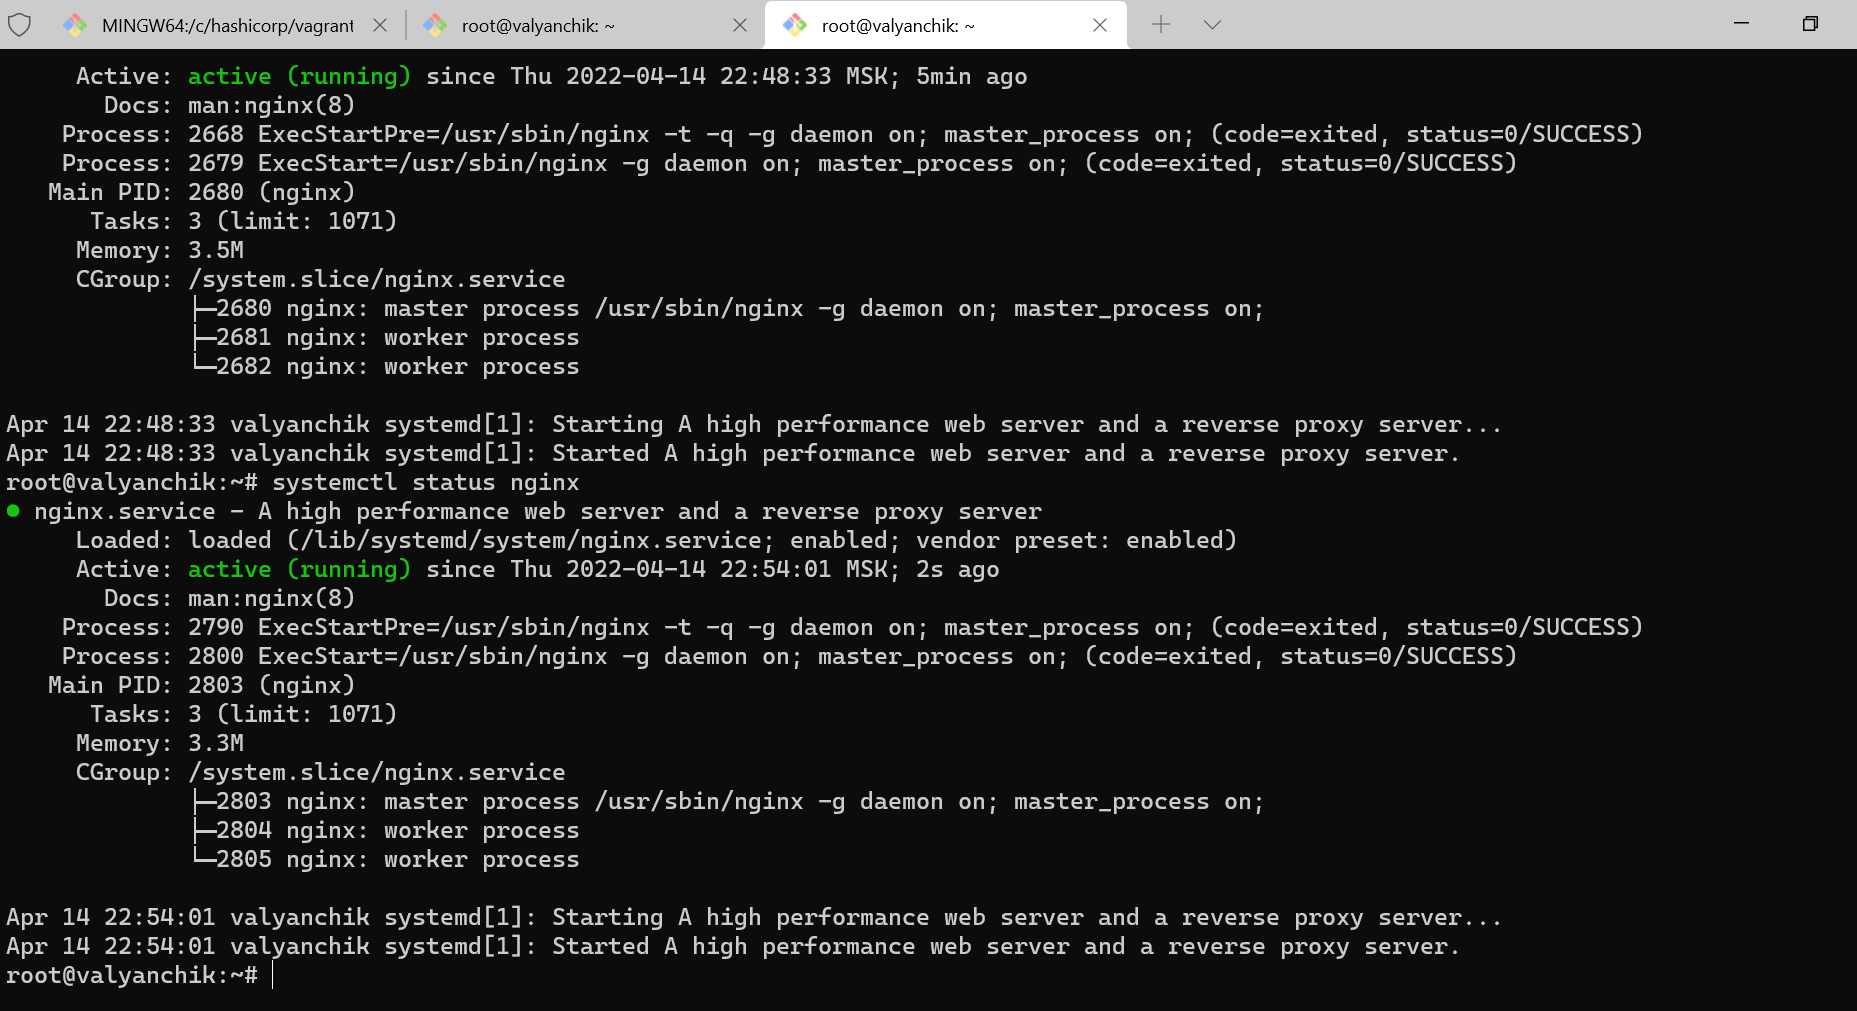 MINGW64:/c/hashicorp/vagrant
root@valyanchik: ~
root@valyanchik: ~
Active: active (running) since Thu 2022-04-14 22:48:33 MSK; 5min ago
Docs: man:nginx(8)
Process: 2668 ExecStartPre=/usr/sbin/nginx -t -q -g daemon on; master_process on; (code=exited, status=0/SUCCESS)
Process: 2679 ExecStart=/usr/sbin/nginx -g daemon on; master_process on; (code=exited, status=0/SUCCESS)
Main PID: 2680 (nginx)
Tasks: 3 (limit: 1071)
Memory: 3.5M
CGroup: /system.slice/nginx.service
├─2680 nginx: master process /usr/sbin/nginx -g daemon on; master_process on;
├─2681 nginx: worker process
└─2682 nginx: worker process
Apr 14 22:48:33 valyanchik systemd[1]: Starting A high performance web server and a reverse proxy server...
Apr 14 22:48:33 valyanchik systemd[1]: Started A high performance web server and a reverse proxy server.
root@valyanchik:~# systemctl status nginx
● nginx.service - A high performance web server and a reverse proxy server
Loaded: loaded (/lib/systemd/system/nginx.service; enabled; vendor preset: enabled)
Active: active (running) since Thu 2022-04-14 22:54:01 MSK; 2s ago
Docs: man:nginx(8)
Process: 2790 ExecStartPre=/usr/sbin/nginx -t -q -g daemon on; master_process on; (code=exited, status=0/SUCCESS)
Process: 2800 ExecStart=/usr/sbin/nginx -g daemon on; master_process on; (code=exited, status=0/SUCCESS)
Main PID: 2803 (nginx)
Tasks: 3 (limit: 1071)
Memory: 3.3M
CGroup: /system.slice/nginx.service
├─2803 nginx: master process /usr/sbin/nginx -g daemon on; master_process on;
├─2804 nginx: worker process
└─2805 nginx: worker process
Apr 14 22:54:01 valyanchik systemd[1]: Starting A high performance web server and a reverse proxy server...
Apr 14 22:54:01 valyanchik systemd[1]: Started A high performance web server and a reverse proxy server.
root@valyanchik:~#